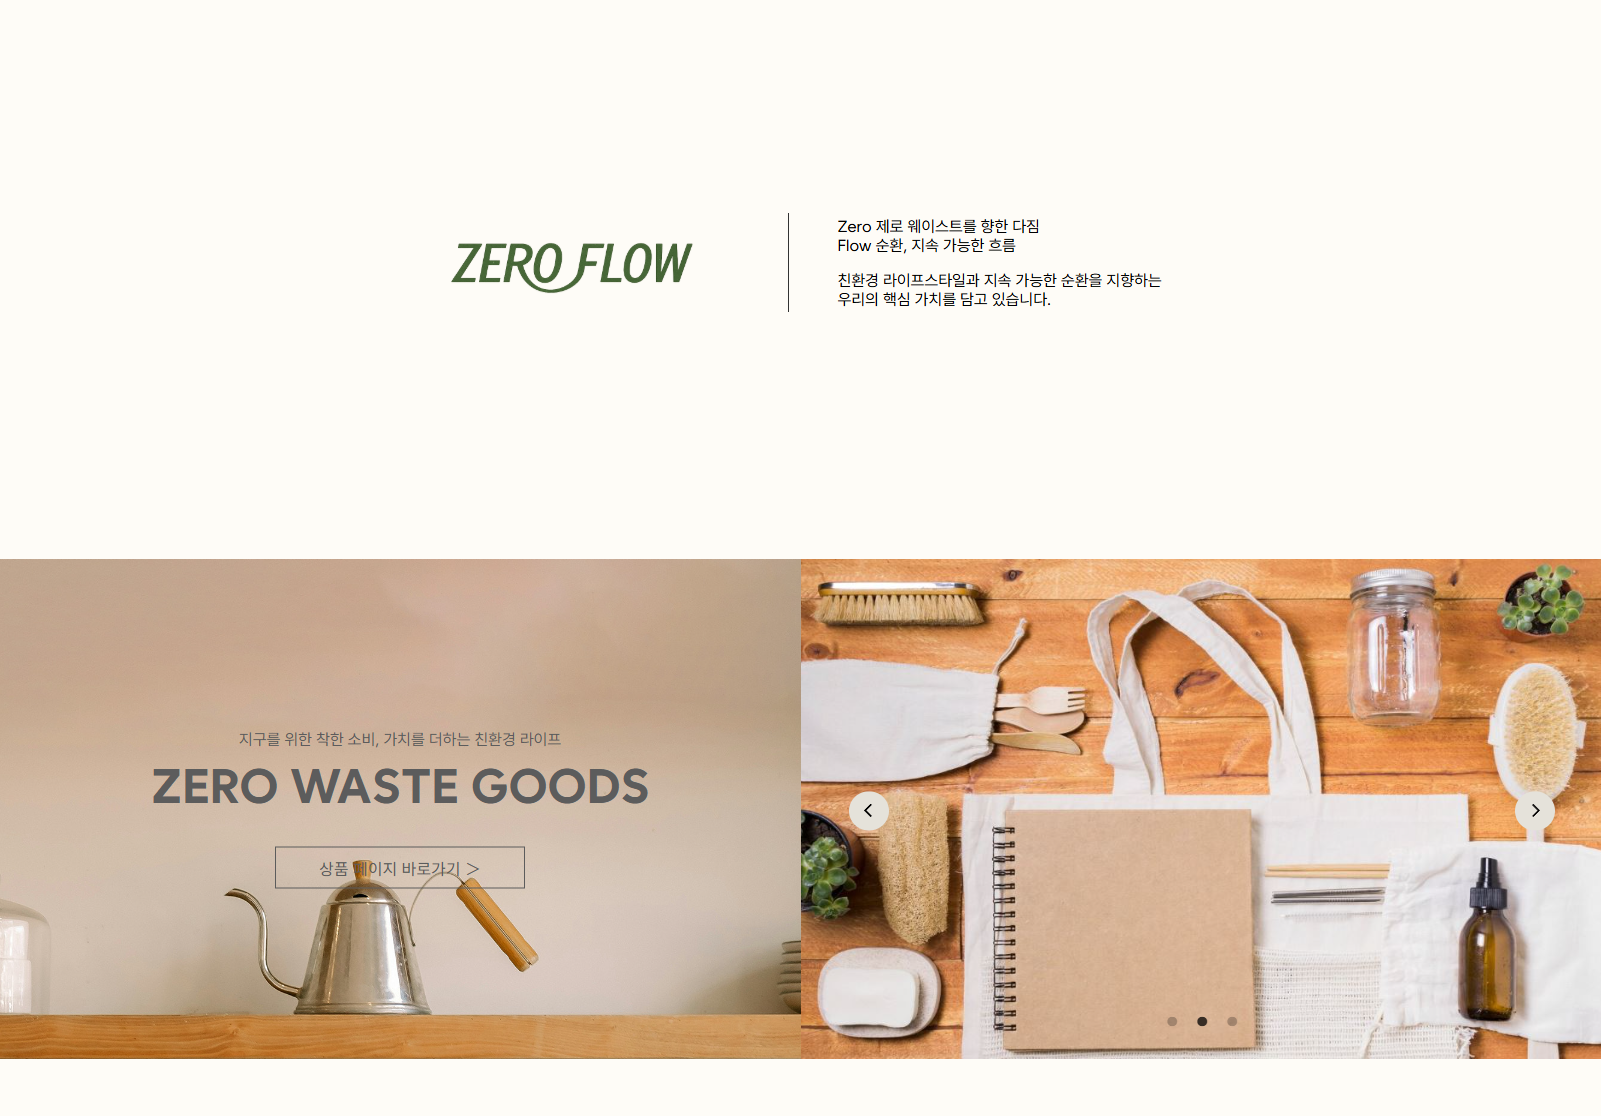 ZERO FLOW
Zero 제로 웨이스트를 향한 다짐
Flow 순환, 지속 가능한 흐름
친환경 라이프스타일과 지속 가능한 순환을 지향하는
우리의 핵심 가치를 담고 있습니다.
지구를 위한 착한 소비, 가치를 더하는 친환경 라이프
ZERO WASTE GOODS
상품 페이지 바로가기 >